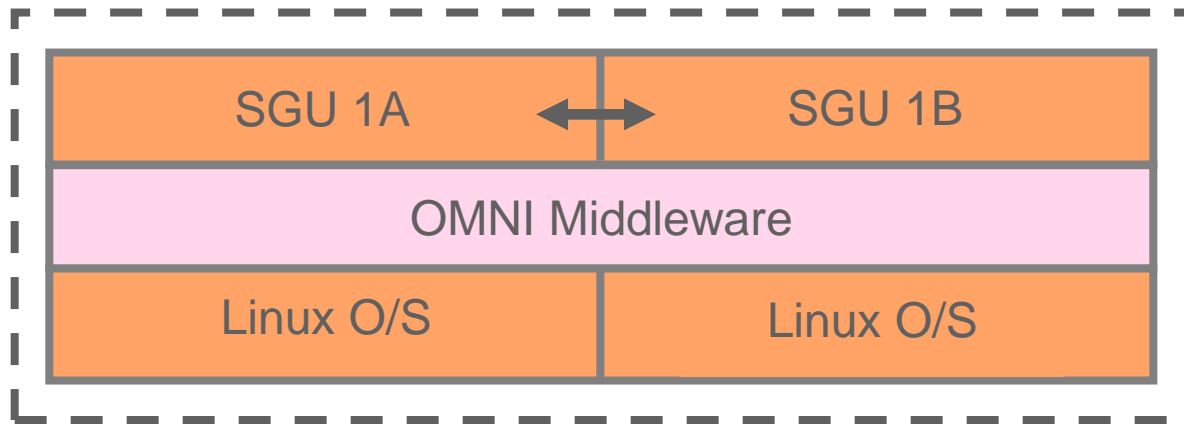 SGU 1A
SGU 1B
OMNI Middleware
Linux O/S
Linux O/S